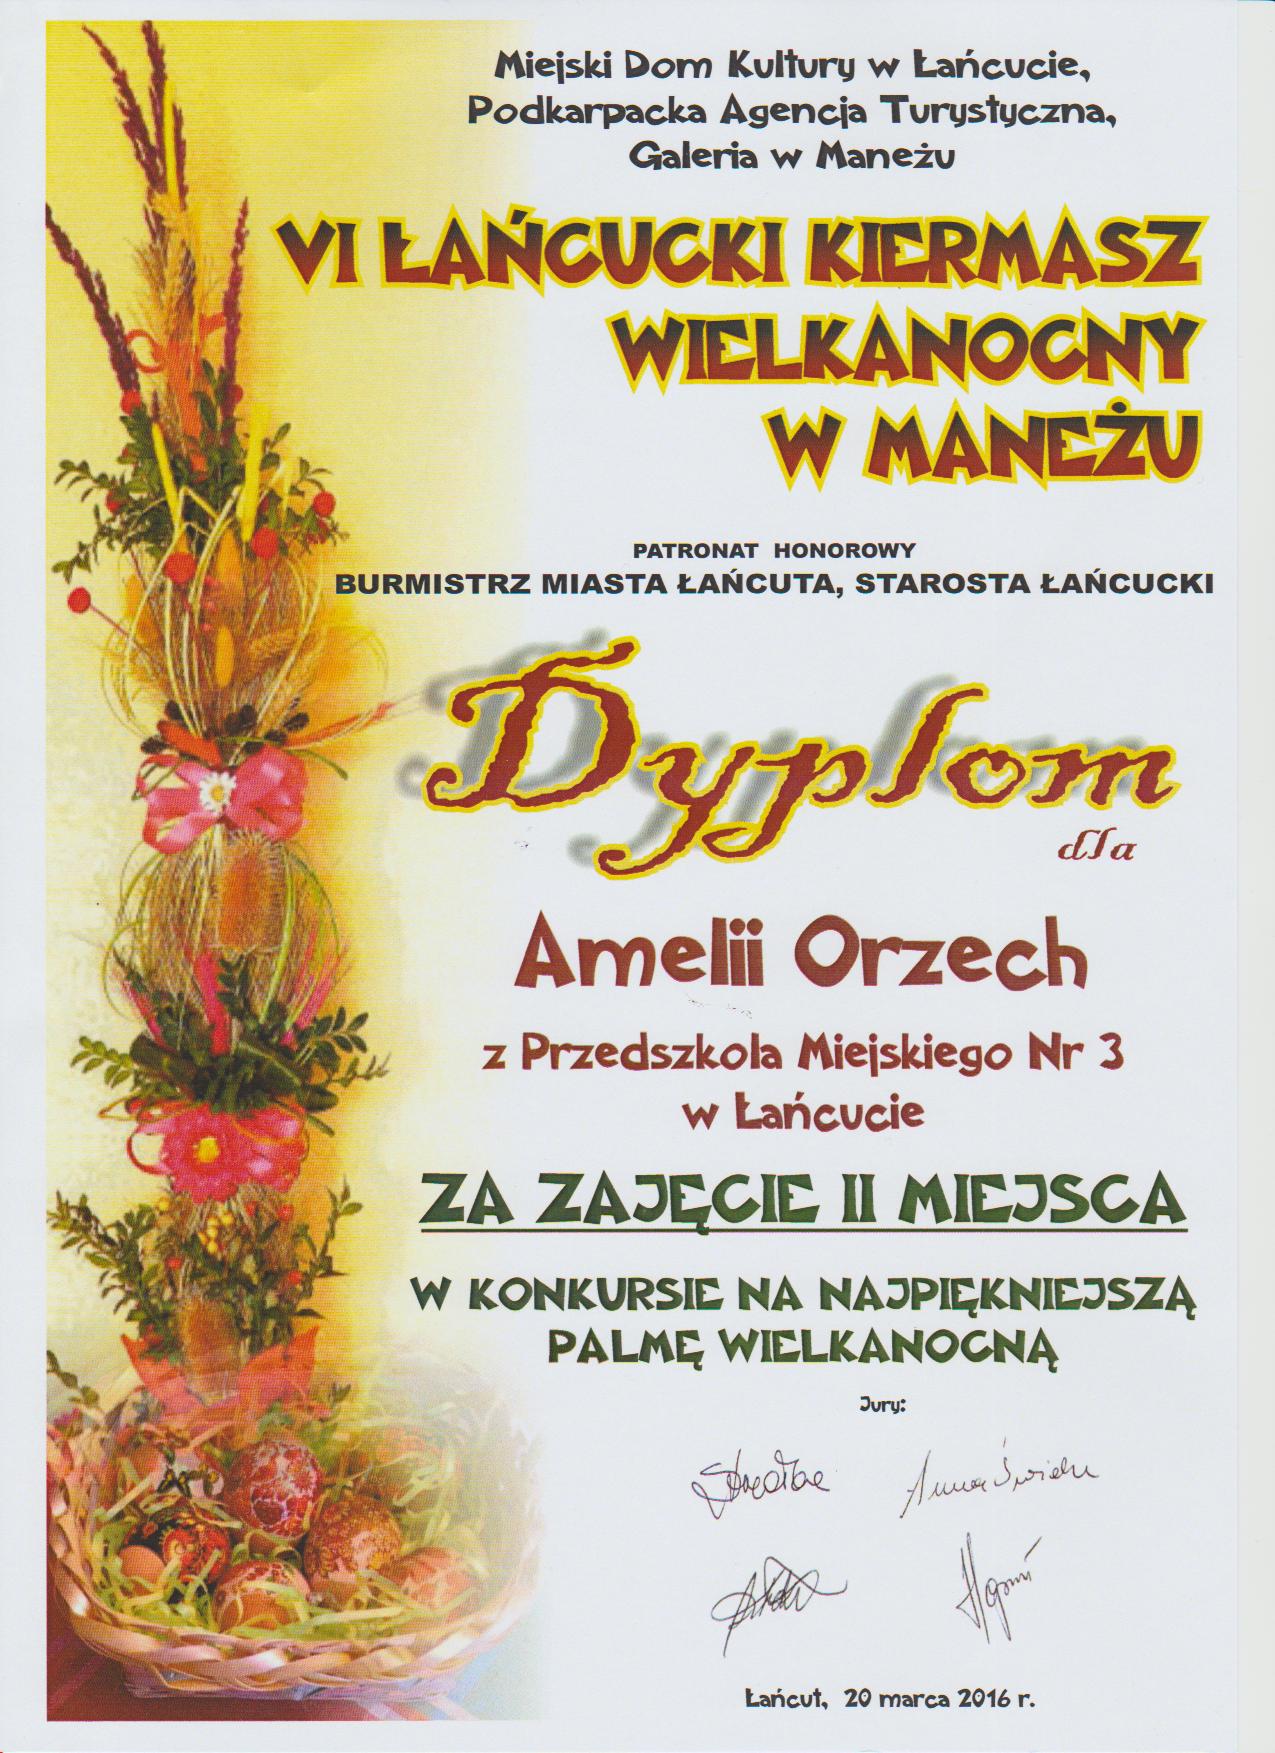 Miejski Dom Kultury w Łańcucie,
Podkarpacka Agencja Turystyczna,
Galeria w Maneżu
VI ŁAŃCUCKI KIERMASZ
WIELKANOCNY
W MANEŻU
PATRONAT HONOROWY
BURMISTRZ MIASTA ŁAŃCUTA, STAROSTA ŁAŃCUCKI
Dyplom
dla
Amelii Orzech
z Przedszkola Miejskiego Nr 3
w Łańcucie
ZA ZAJĘCIE II MIEJSCA
W KONKURSIE NA NAJPIĘKNIEJSZĄ
PALMĘ WIELKANOCNĄ
Jury:
Anna
Łańcut, 20 marca 2016 r.